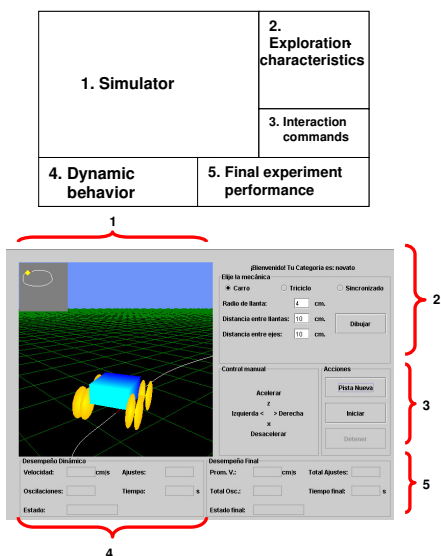 2.
Exploration-
characteristics
1. Simulator
3. Interaction
commands
4. Dynamic
behavior
5. Final experiment
performance
1
¡Bienvenido! Tu Categoria es: novato
Elije la mecánica
Carro Triciclo Sincronizado
Radio de llanta: 4 cm.
Distancia entre llantas: 10 cm.
Dibujar
Distancia entre ejes: 10 cm.
2
Control manual
Acciones
Acelerar
z
Izquierda < > Derecha
x
Desacelerar
Pista Nueva
Iniciar
Detener
3
Desempeño Dinámico
Velocidad: cm/s Ajustes:
Oscilaciones: Tiempo: s
Estado:
Desempeño Final
Prom. V.: cm/s Total Ajustes:
Total Osc.: Tiempo final: s
Estado final:
5
4